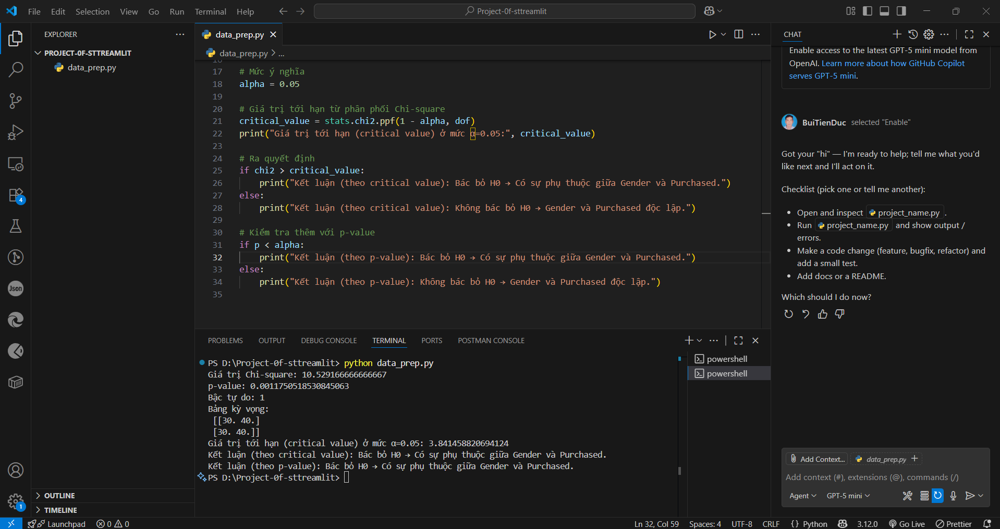 File Edit Selection View Go Run Terminal Help
Project-0f-sttreamlit
EXPLORER
PROJECT-0F-STTREAMLIT
data_prep.py
OUTLINE
TIMELINE
4
Json
1
data_prep.py
data_prep.py > ...
16
17 # Mức ý nghĩa
18 alpha = 0.05
19
20 # Giá trị tới hạn từ phân phối Chi-square
21 critical_value = stats.chi2.ppf(1 - alpha, dof)
22 print("Giá trị tới hạn (critical value) ở mức α=0.05:", critical_value)
23
24 # Ra quyết định
25 if chi2 > critical_value:
26 print("Kết luận (theo critical value): Bác bỏ H0 → Có sự phụ thuộc giữa Gender và Purchased.")
27 else:
28 print("Kết luận (theo critical value): Không bác bỏ H0 → Gender và Purchased độc lập.")
29
30 # Kiểm tra thêm với p-value
31 if p < alpha:
32 print("Kết luận (theo p-value): Bác bỏ H0 → Có sự phụ thuộc giữa Gender và Purchased.")
33 else:
34 print("Kết luận (theo p-value): Không bác bỏ H0 → Gender và Purchased độc lập.")
35
PROBLEMS OUTPUT DEBUG CONSOLE TERMINAL PORTS POSTMAN CONSOLE
PS D:\Project-0f-sttreamlit> python data_prep.py
Giá trị Chi-square: 10.529166666666667
p-value: 0.0011750518530845063
Bậc tự do: 1
Bảng kỳ vọng:
[[30. 40.]
[30. 40.]]
Giá trị tới hạn (critical value) ở mức α=0.05: 3.841458820694124
Kết luận (theo critical value): Bác bỏ H0 → Có sự phụ thuộc giữa Gender và Purchased.
Kết luận (theo p-value): Bác bỏ H0 → Có sự phụ thuộc giữa Gender và Purchased.
PS D:\Project-0f-sttreamlit>
powershell
powershell
CHAT
Enable access to the latest GPT-5 mini model from
OpenAI. Learn more about how GitHub Copilot
serves GPT-5 mini.
BuiTienDuc selected "Enable"
Got your "hi" — I'm ready to help; tell me what you'd
like next and I'll act on it.
Checklist (pick one or tell me another):
• Open and inspect project_name.py .
• Run project_name.py and show output /
errors.
• Make a code change (feature, bugfix, refactor) and
add a small test.
• Add docs or a README.
Which should I do now?
Add Context... data_prep.py
Add context (#), extensions (@), commands (/)
Agent GPT-5 mini
Launchpad 0 0
Ln 32, Col 59 Spaces: 4 UTF-8 CRLF {} Python 3.12.0 Go Live Prettier